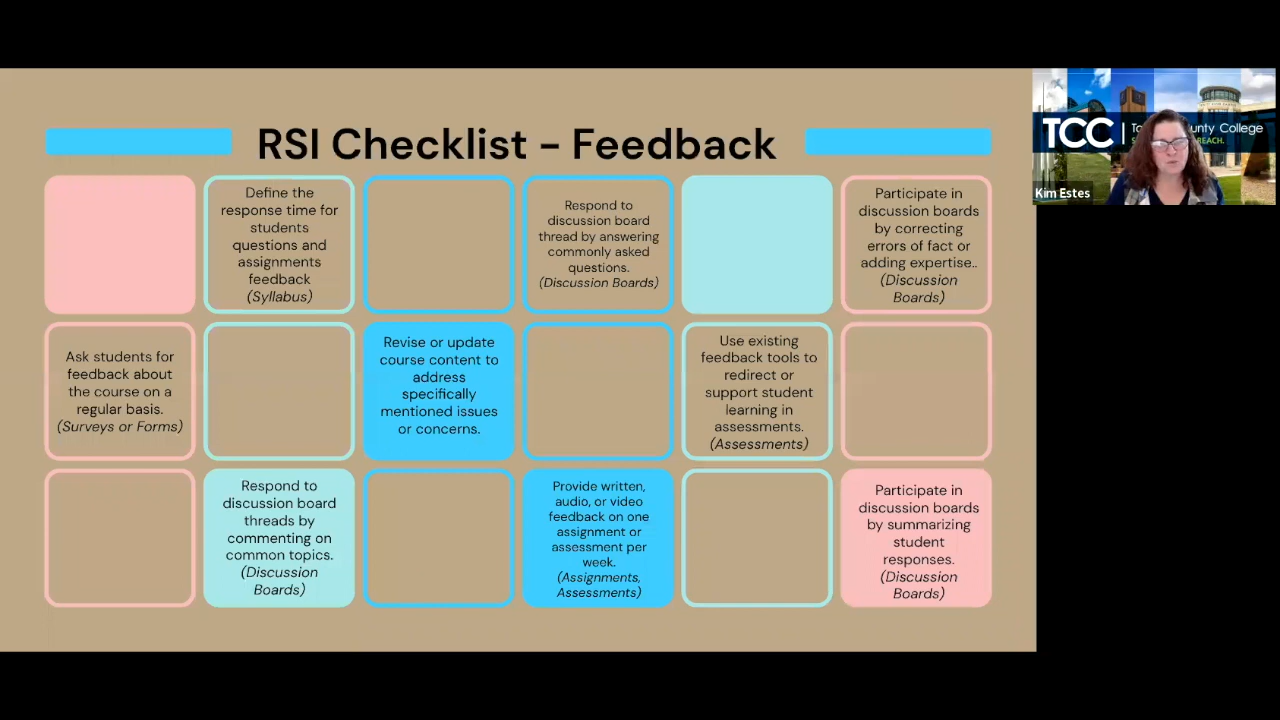 RSI Checklist - Feedback
Define the
response time for
students
questions and
assignments
feedback
(Syllabus)
Respond to
discussion board
thread by answering
commonly asked
questions.
(Discussion Boards)
Participate in
discussion boards
by correcting
errors of fact or
adding expertise..
(Discussion
Boards)
Ask students for
feedback about
the course on a
regular basis.
(Surveys or Forms)
Revise or update
course content to
address
specifically
mentioned issues
or concerns.
Use existing
feedback tools to
redirect or
support student
learning in
assessments.
(Assessments)
Respond to
discussion board
threads by
commenting on
common topics.
(Discussion
Boards)
Provide written,
audio, or video
feedback on one
assignment or
assessment per
week.
(Assignments,
Assessments)
Participate in
discussion boards
by summarizing
student
responses.
(Discussion
Boards)
TCC
College
Kim Estes